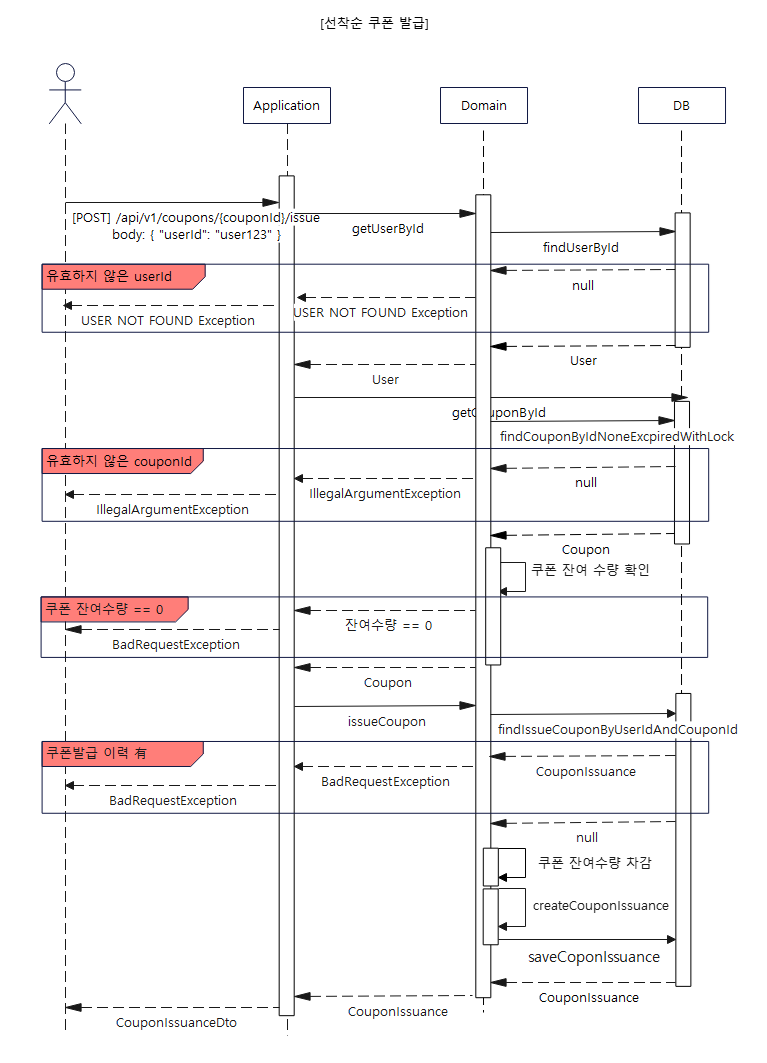 [선착순 쿠폰 발급]
Application
Domain
DB
[POST] /api/v1/coupons/{couponId}/issue
body: { "userId": "user123" }
getUserById
findUserById
유효하지 않은 userId
null
USER NOT FOUND Exception
USER NOT FOUND Exception
User
User
getCouponById
findCouponByIdNoneExcpiredWithLock
유효하지 않은 couponId
null
IllegalArgumentException
IllegalArgumentException
Coupon
쿠폰 잔여 수량 확인
쿠폰 잔여수량 == 0
잔여수량 == 0
BadRequestException
Coupon
issueCoupon
findIssueCouponByUserIdAndCouponId
쿠폰발급 이력 有
CouponIssuance
BadRequestException
BadRequestException
null
쿠폰 잔여수량 차감
createCouponIssuance
saveCoponIssuance
CouponIssuance
CouponIssuance
CouponIssuanceDto